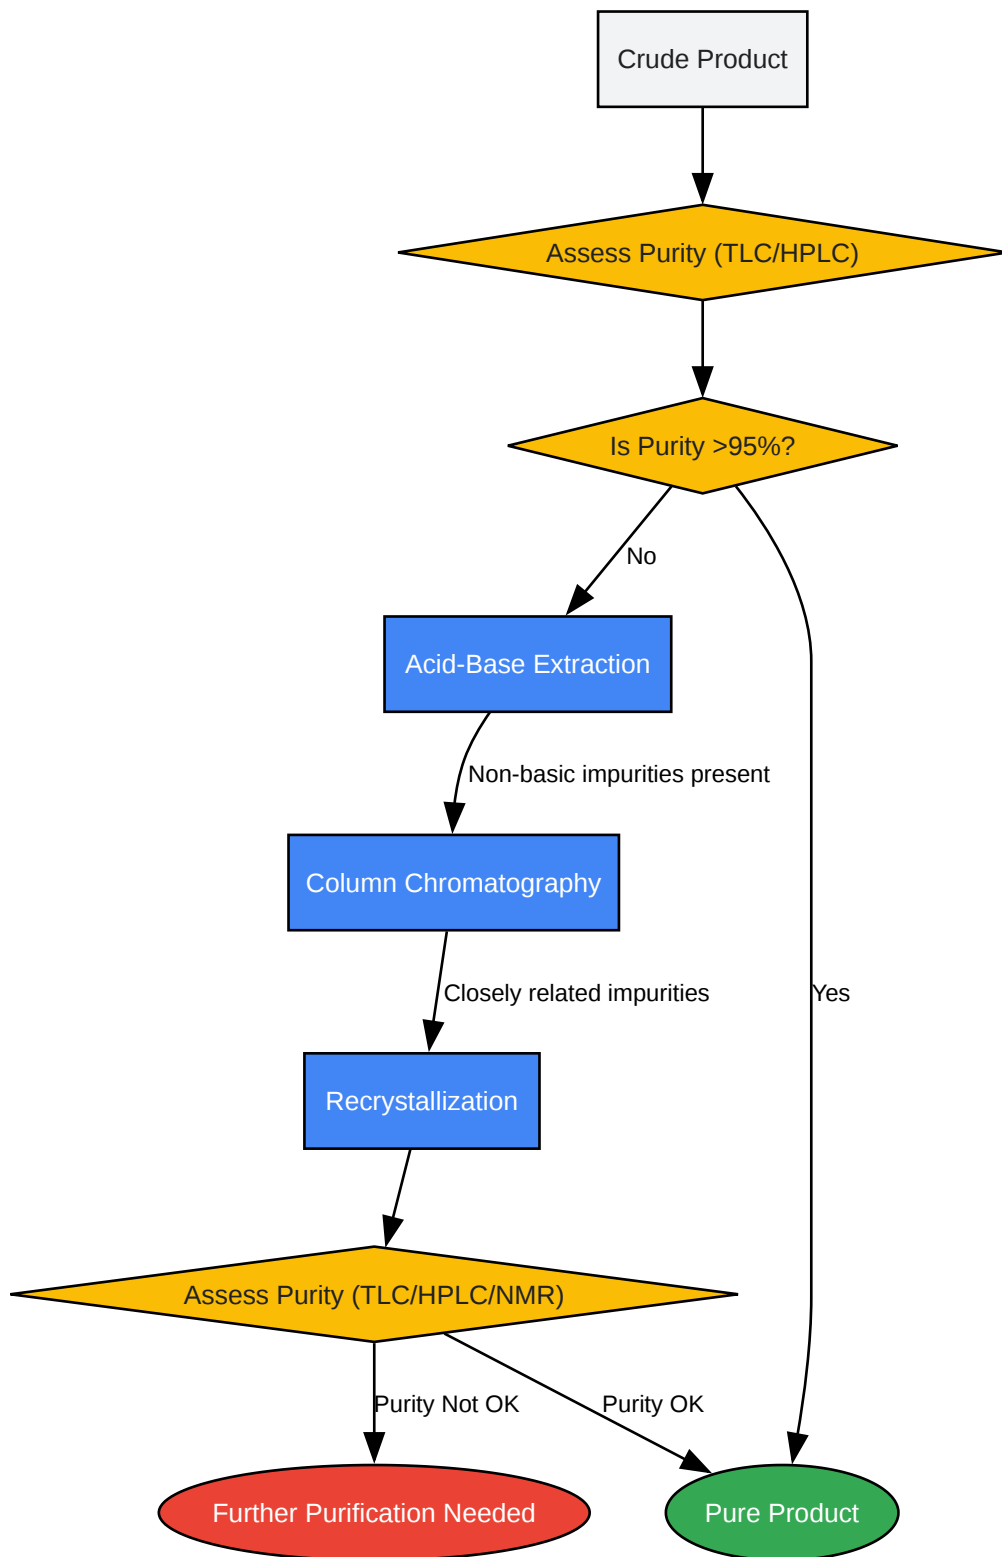 Crude Product
Assess Purity (TLC/HPLC)
Is Purity >95%?
No
Acid-Base Extraction
Non-basic impurities present
Column Chromatography
Closely related impurities
Yes
Recrystallization
Assess Purity (TLC/HPLC/NMR)
Purity Not OK
Purity OK
Further Purification Needed
Pure Product